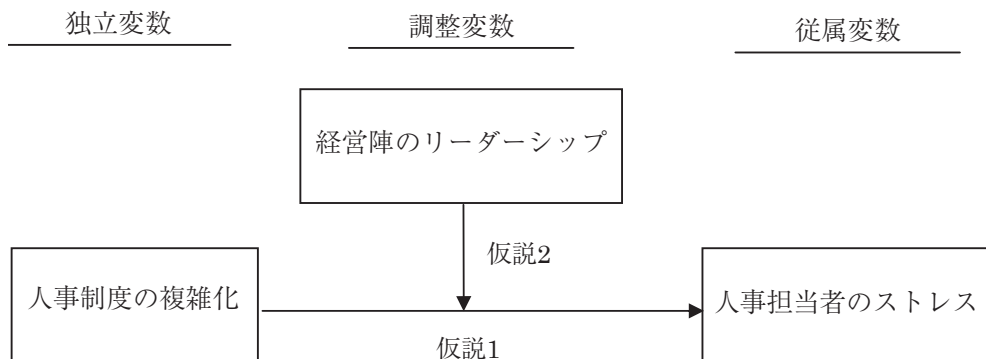 独立変数
調整変数
従属変数
経営陣のリーダーシップ
仮説2
人事制度の複雑化
人事担当者のストレス
仮説1